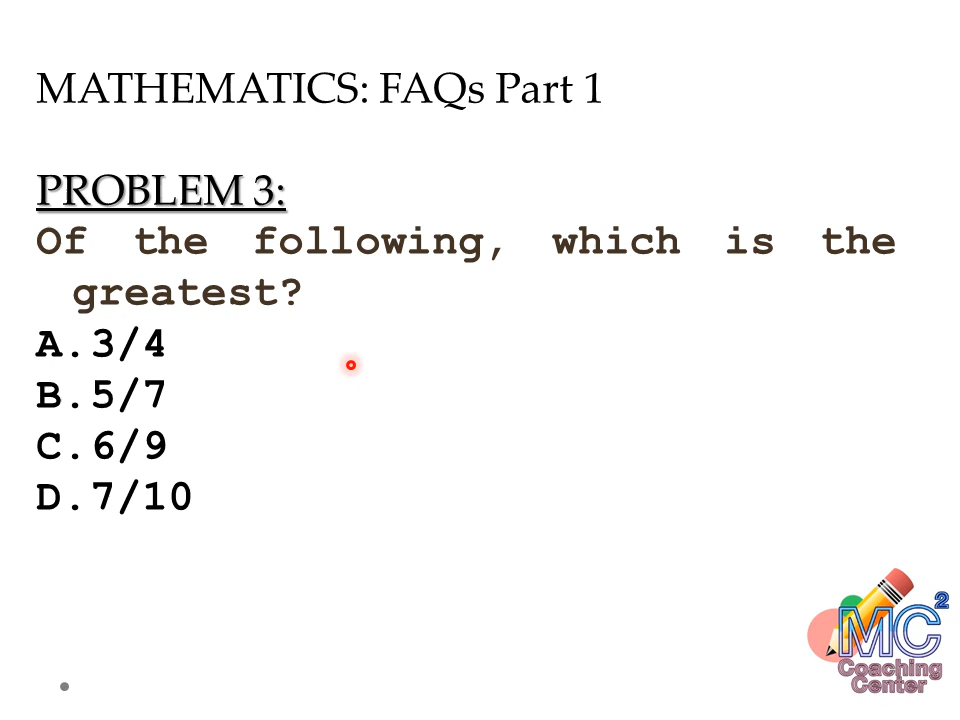 MATHEMATICS: FAQs Part 1
PROBLEM 3:
Of the following, which is the
greatest?
A.3/4
B.5/7
C.6/9
D.7/10
MC2
Coaching
Center